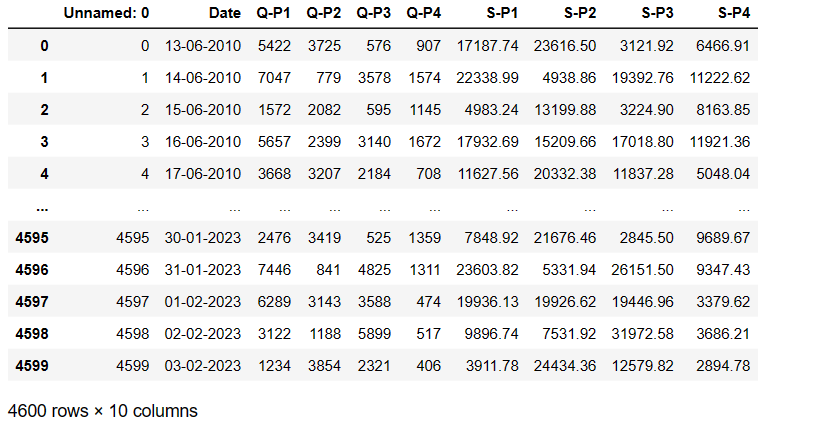 Unnamed: 0 Date Q-P1 Q-P2 Q-P3 Q-P4 S-P1 S-P2 S-P3 S-P4
0 0 13-06-2010 5422 3725 576 907 17187.74 23616.50 3121.92 6466.91
1 1 14-06-2010 7047 779 3578 1574 22338.99 4938.86 19392.76 11222.62
2 2 15-06-2010 1572 2082 595 1145 4983.24 13199.88 3224.90 8163.85
3 3 16-06-2010 5657 2399 3140 1672 17932.69 15209.66 17018.80 11921.36
4 4 17-06-2010 3668 3207 2184 708 11627.56 20332.38 11837.28 5048.04
... ... ... ... ... ... ... ... ... ... ...
4595 4595 30-01-2023 2476 3419 525 1359 7848.92 21676.46 2845.50 9689.67
4596 4596 31-01-2023 7446 841 4825 1311 23603.82 5331.94 26151.50 9347.43
4597 4597 01-02-2023 6289 3143 3588 474 19936.13 19926.62 19446.96 3379.62
4598 4598 02-02-2023 3122 1188 5899 517 9896.74 7531.92 31972.58 3686.21
4599 4599 03-02-2023 1234 3854 2321 406 3911.78 24434.36 12579.82 2894.78
4600 rows × 10 columns